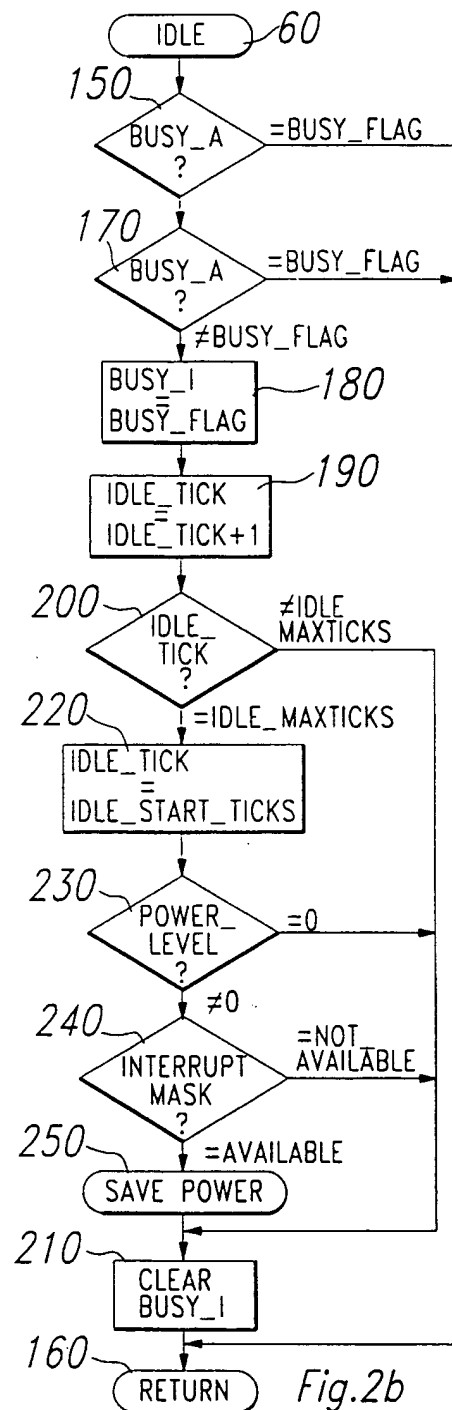 IDLE
60
150
BUSY_A
?
=BUSY_FLAG
170
BUSY_A
?
=BUSY_FLAG
≠BUSY_FLAG
BUSY_I
=
BUSY_FLAG
180
IDLE_TICK
=
IDLE_TICK+1
190
200
IDLE_
TICK
?
≠IDLE
MAXTICKS
=IDLE_MAXTICKS
220
IDLE_TICK
=
IDLE_START_TICKS
230
POWER_
LEVEL
?
=0
≠0
240
INTERRUPT
MASK
?
=NOT_
AVAILABLE
=AVAILABLE
250
SAVE POWER
210
CLEAR
BUSY_I
160
RETURN
Fig.2b